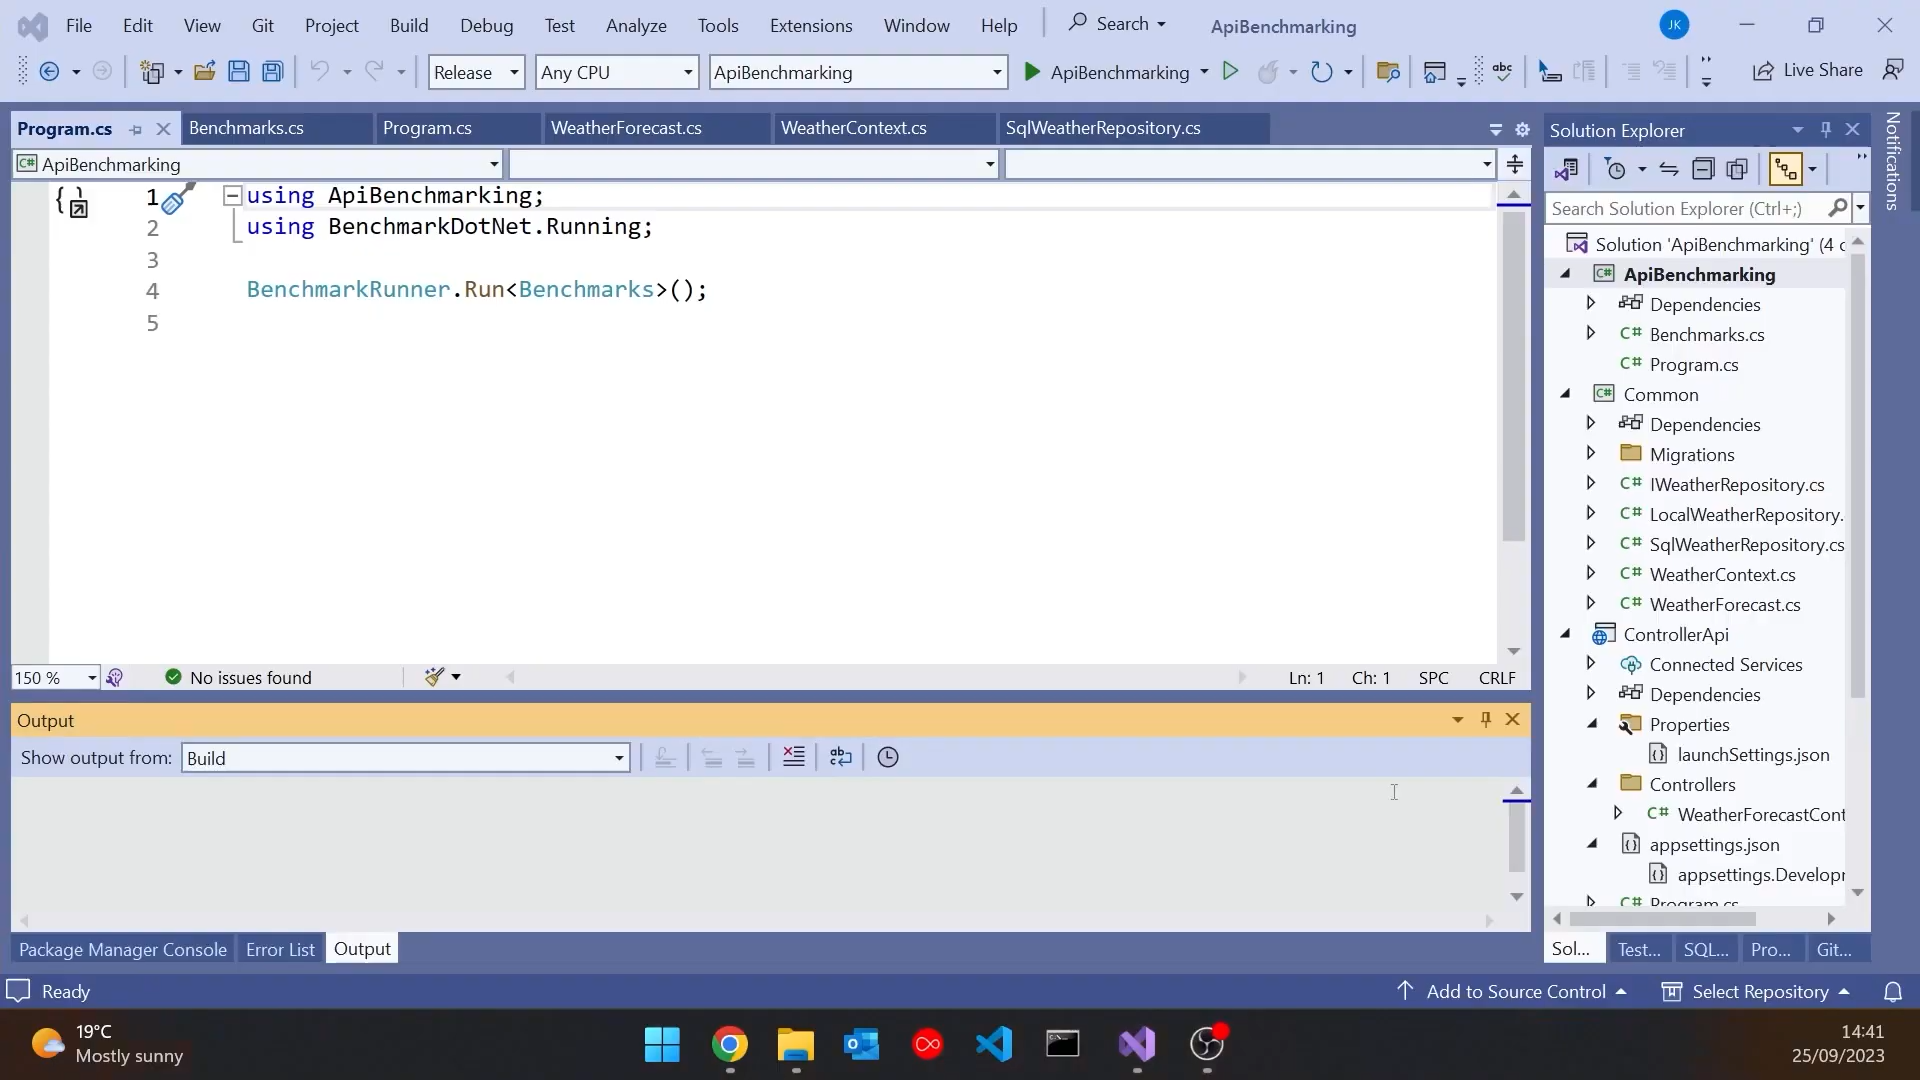 File Edit View Git Project Build Debug Test Analyze Tools Extensions Window Help Search ApiBenchmarking JK
Release Any CPU ApiBenchmarking ApiBenchmarking Live Share
Program.cs Benchmarks.cs Program.cs WeatherForecast.cs WeatherContext.cs SqlWeatherRepository.cs
ApiBenchmarking
1 using ApiBenchmarking;
2 using BenchmarkDotNet.Running;
3
4 BenchmarkRunner.Run<Benchmarks>();
5
150 % No issues found Ln: 1 Ch: 1 SPC CRLF
Output
Show output from: Build
Package Manager Console Error List Output
Solution Explorer
Search Solution Explorer (Ctrl+;)
Solution 'ApiBenchmarking' (4
ApiBenchmarking
Dependencies
C# Benchmarks.cs
C# Program.cs
Common
Dependencies
Migrations
C# IWeatherRepository.cs
C# LocalWeatherRepository.
C# SqlWeatherRepository.cs
C# WeatherContext.cs
C# WeatherForecast.cs
ControllerApi
Connected Services
Dependencies
Properties
launchSettings.json
Controllers
C# WeatherForecastCont
appsettings.json
appsettings.Develop
C# Program.cs
Sol... Test... SQL... Pro... Git...
Notifications
Ready Add to Source Control Select Repository
19°C
Mostly sunny
14:41
25/09/2023